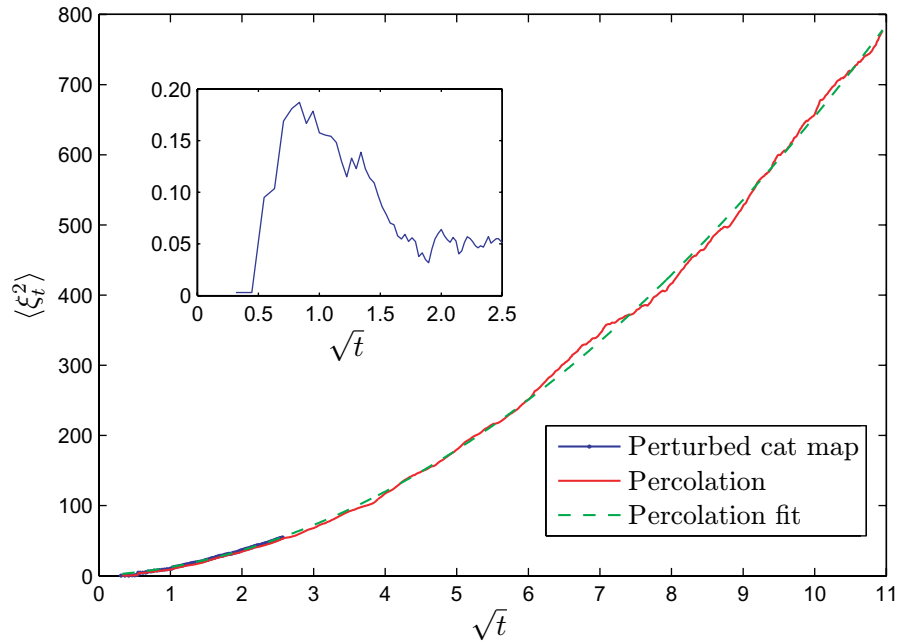 800
700
600
500
400
300
200
100
0
⟨ξ_t^2⟩
0 1 2 3 4 5 6 7 8 9 10 11
√t
0.20
0.15
0.10
0.05
0
0 0.5 1.0 1.5 2.0 2.5
√t
Perturbed cat map
Percolation
Percolation fit